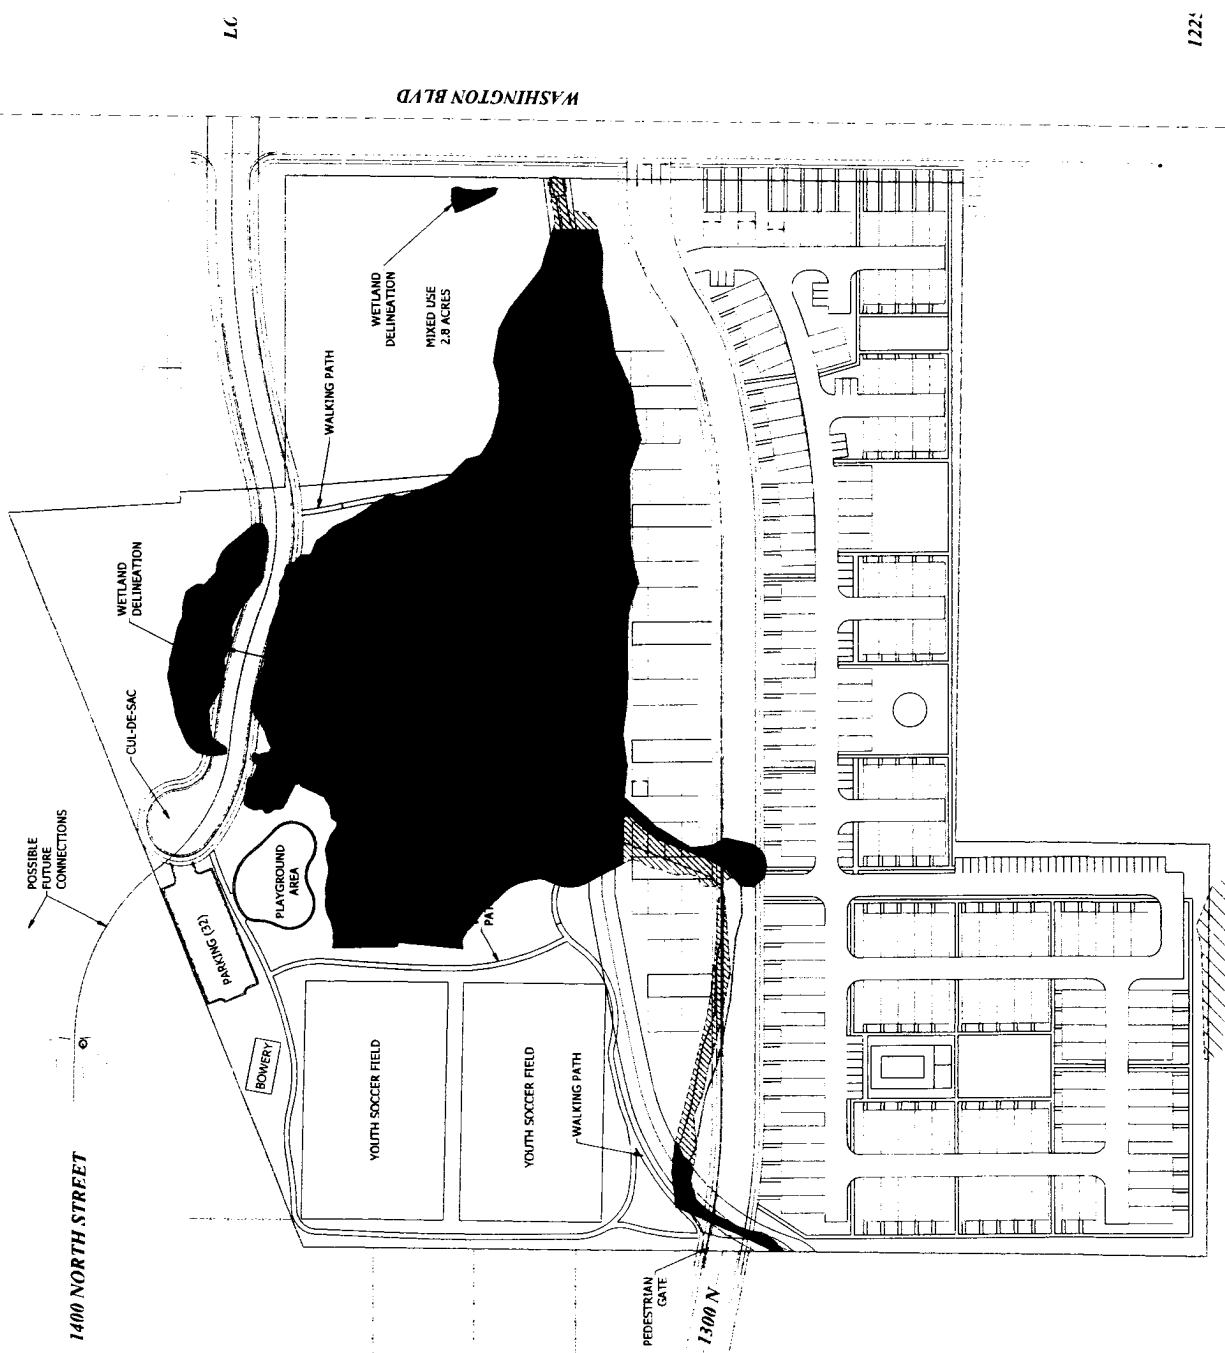 WASHINGTON BLVD
WETLAND
DELINEATION
MIXED USE
2.8 ACRES
WALKING PATH
WETLAND
DELINEATION
CUL-DE-SAC
POSSIBLE
FUTURE
CONNECTIONS
PLAYGROUND
AREA
PARKING (32)
BOWERY
YOUTH SOCCER FIELD
YOUTH SOCCER FIELD
WALKING PATH
1400 NORTH STREET
PEDESTRIAN
GATE
1300 N